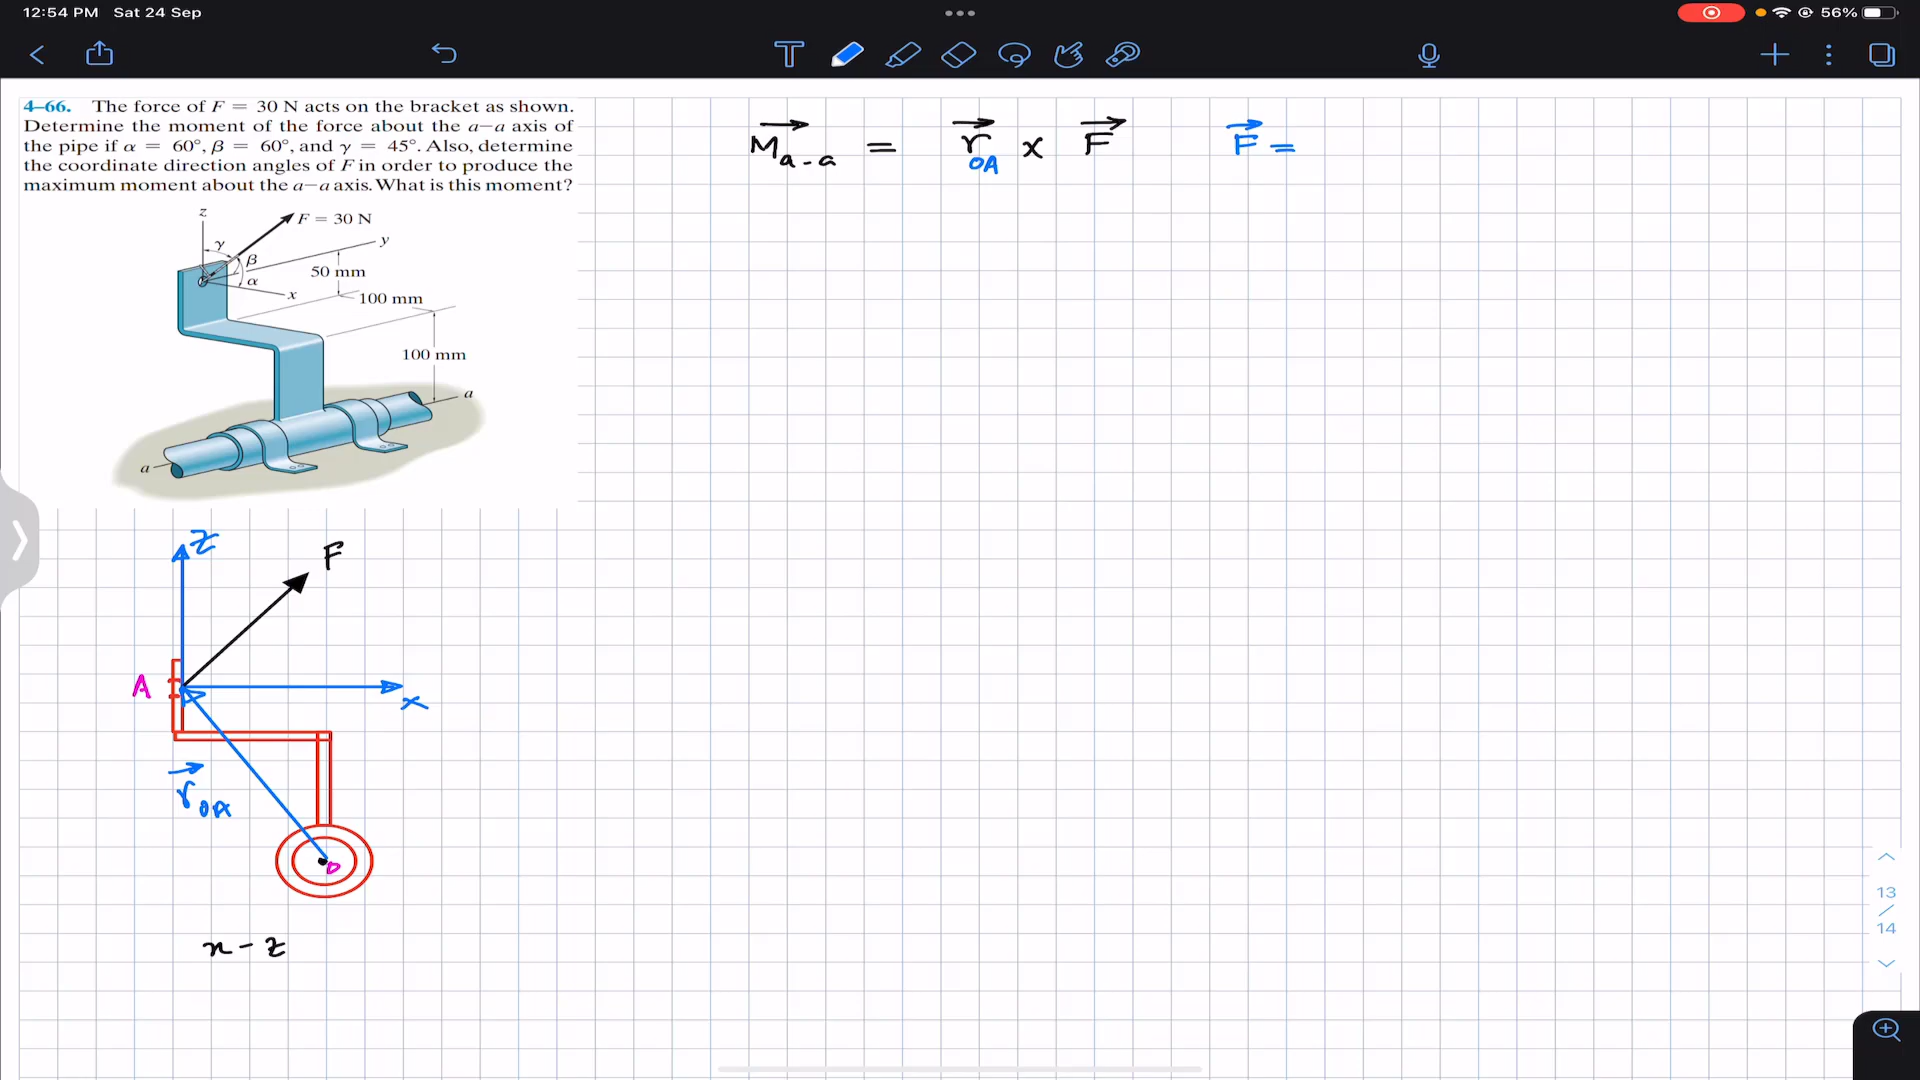 12:54 PM Sat 24 Sep
56%
T
4–66. The force of F = 30 N acts on the bracket as shown.
Determine the moment of the force about the a–a axis of
the pipe if α = 60°, β = 60°, and γ = 45°. Also, determine
the coordinate direction angles of F in order to produce the
maximum moment about the a–a axis. What is this moment?
z
F = 30 N
γ
y
β
50 mm
α
x
100 mm
100 mm
a
a
M a-a = r OA x F
F =
z
F
A
x
r OA
O
x - z
13
/
14